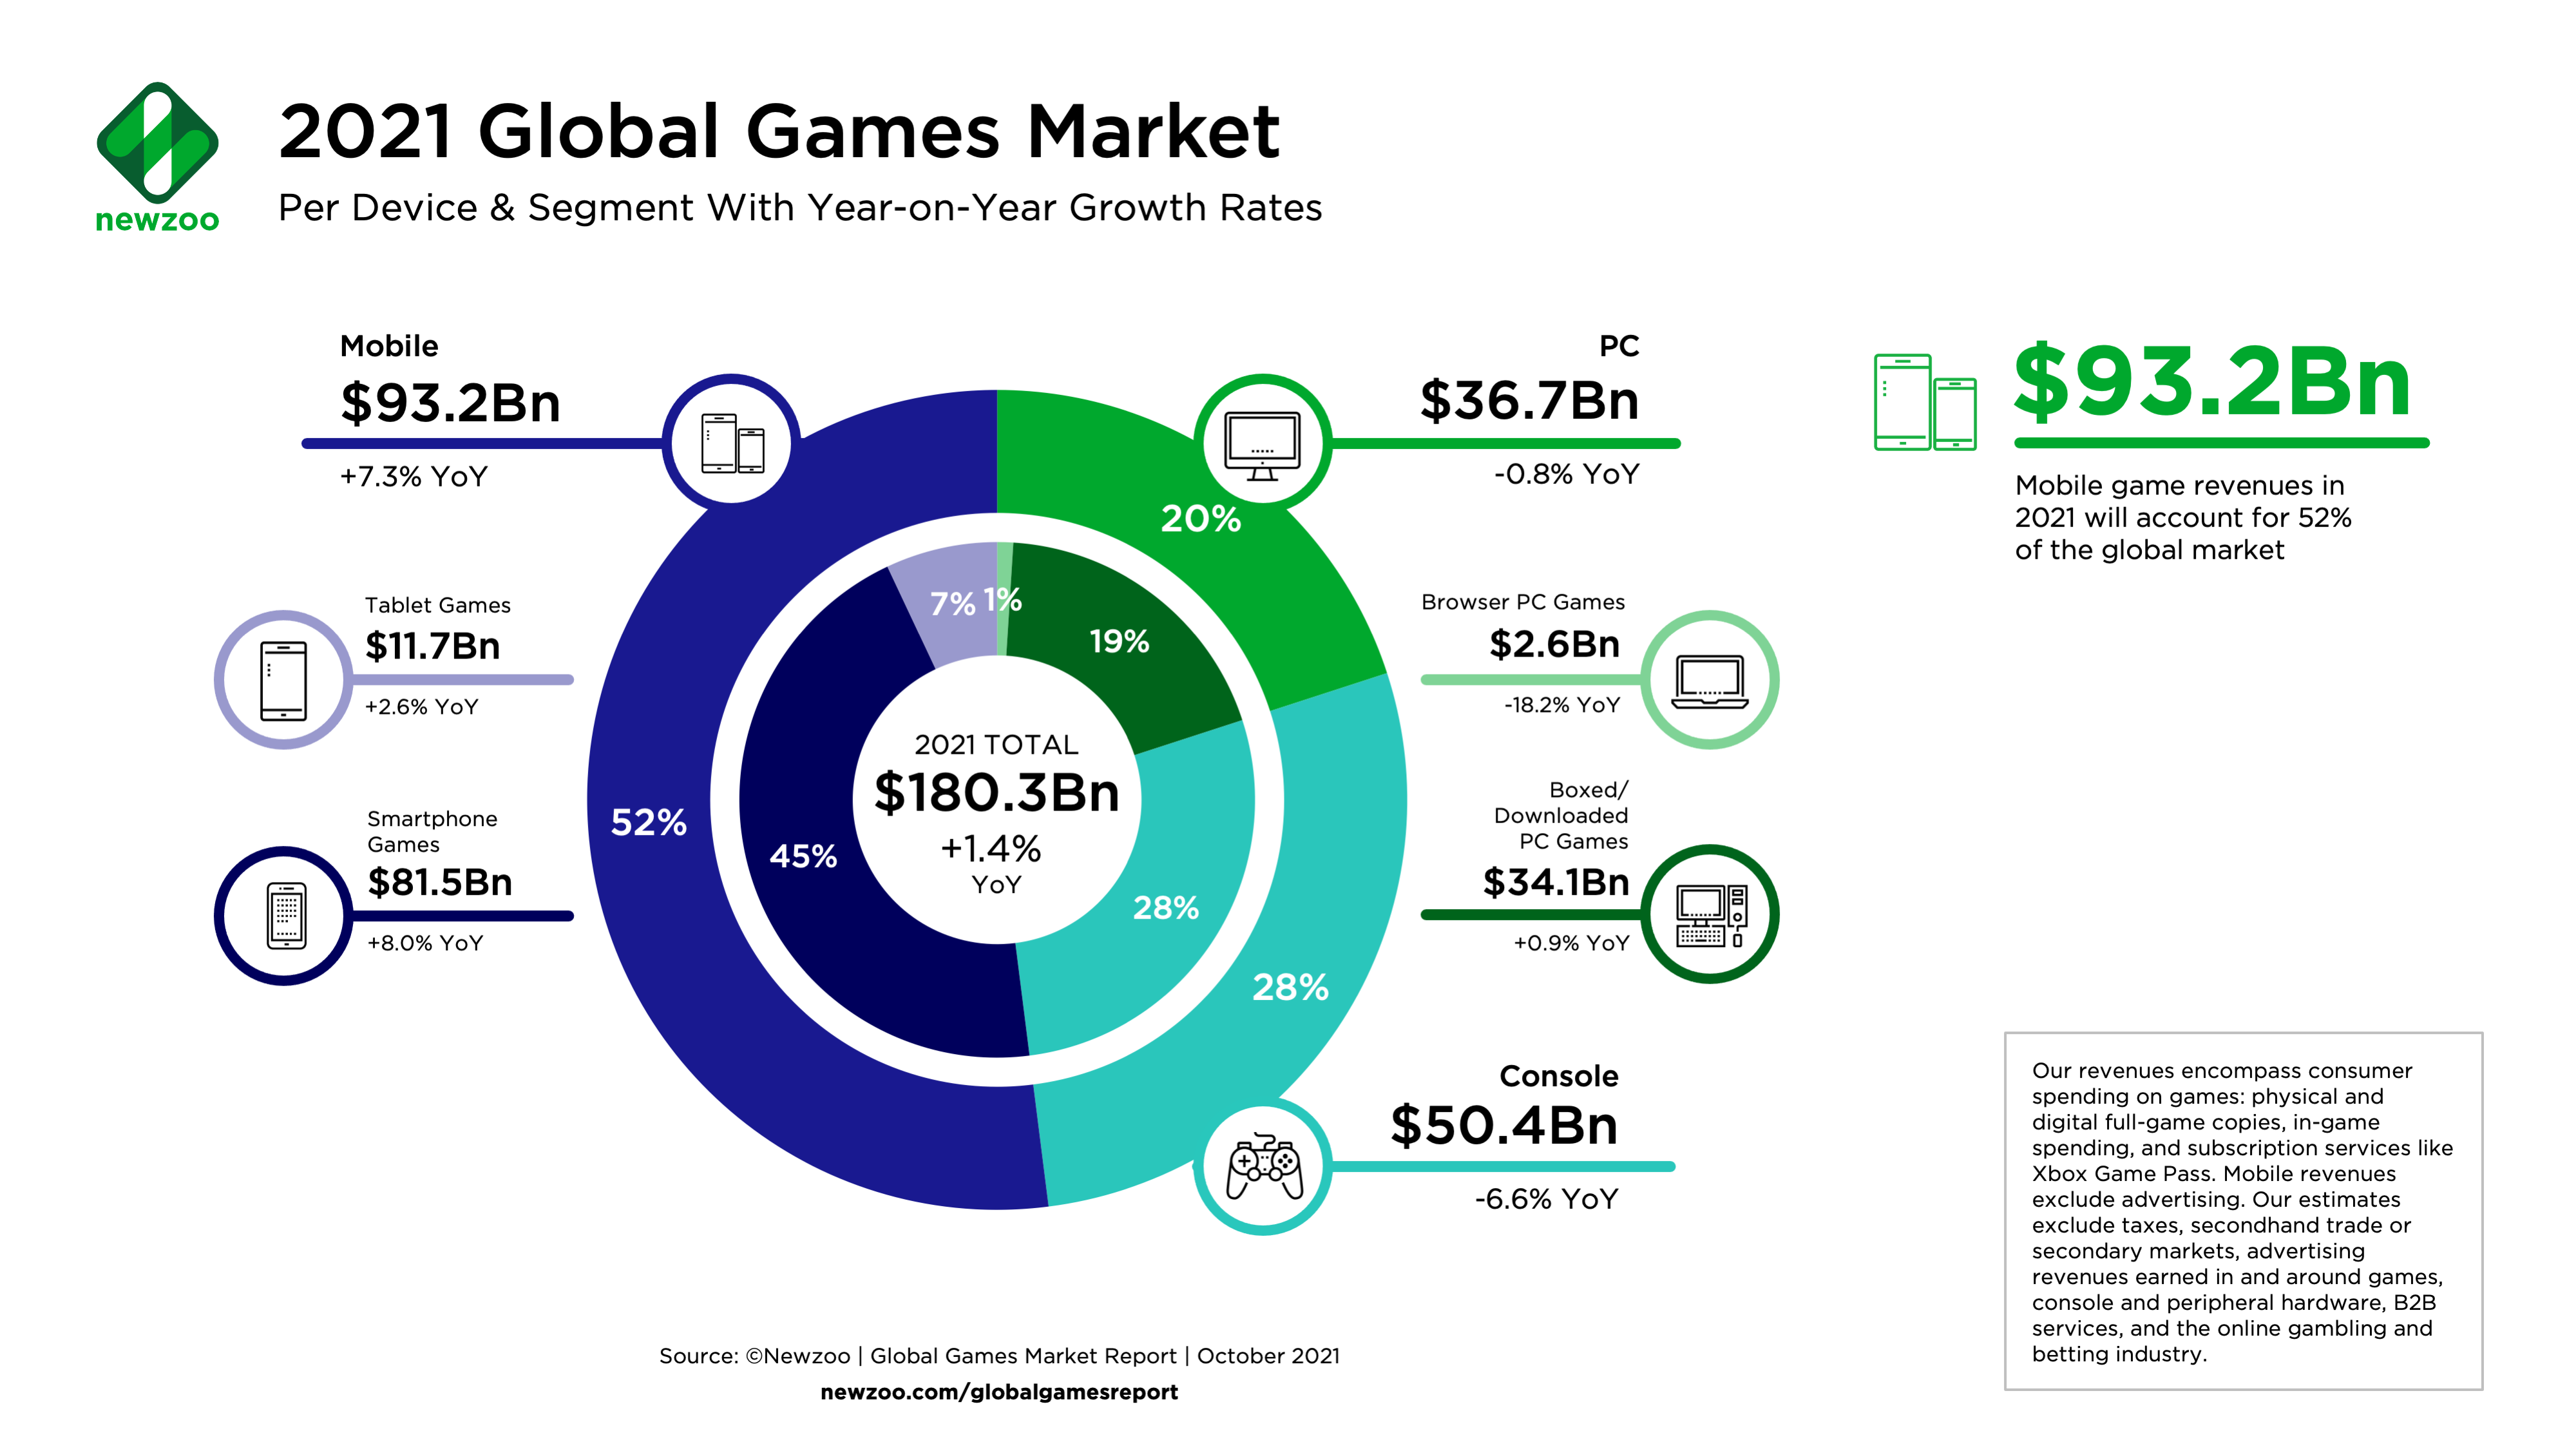 newzoo
2021 Global Games Market
Per Device & Segment With Year-on-Year Growth Rates
Mobile
$93.2Bn
+7.3% YoY
Tablet Games
$11.7Bn
+2.6% YoY
Smartphone
Games
$81.5Bn
+8.0% YoY
52%
45%
7%
1%
19%
20%
28%
28%
2021 TOTAL
$180.3Bn
+1.4%
YoY
PC
$36.7Bn
-0.8% YoY
Browser PC Games
$2.6Bn
-18.2% YoY
Boxed/
Downloaded
PC Games
$34.1Bn
+0.9% YoY
Console
$50.4Bn
-6.6% YoY
$93.2Bn
Mobile game revenues in
2021 will account for 52%
of the global market
Our revenues encompass consumer
spending on games: physical and
digital full-game copies, in-game
spending, and subscription services like
Xbox Game Pass. Mobile revenues
exclude advertising. Our estimates
exclude taxes, secondhand trade or
secondary markets, advertising
revenues earned in and around games,
console and peripheral hardware, B2B
services, and the online gambling and
betting industry.
Source: ©Newzoo | Global Games Market Report | October 2021
newzoo.com/globalgamesreport